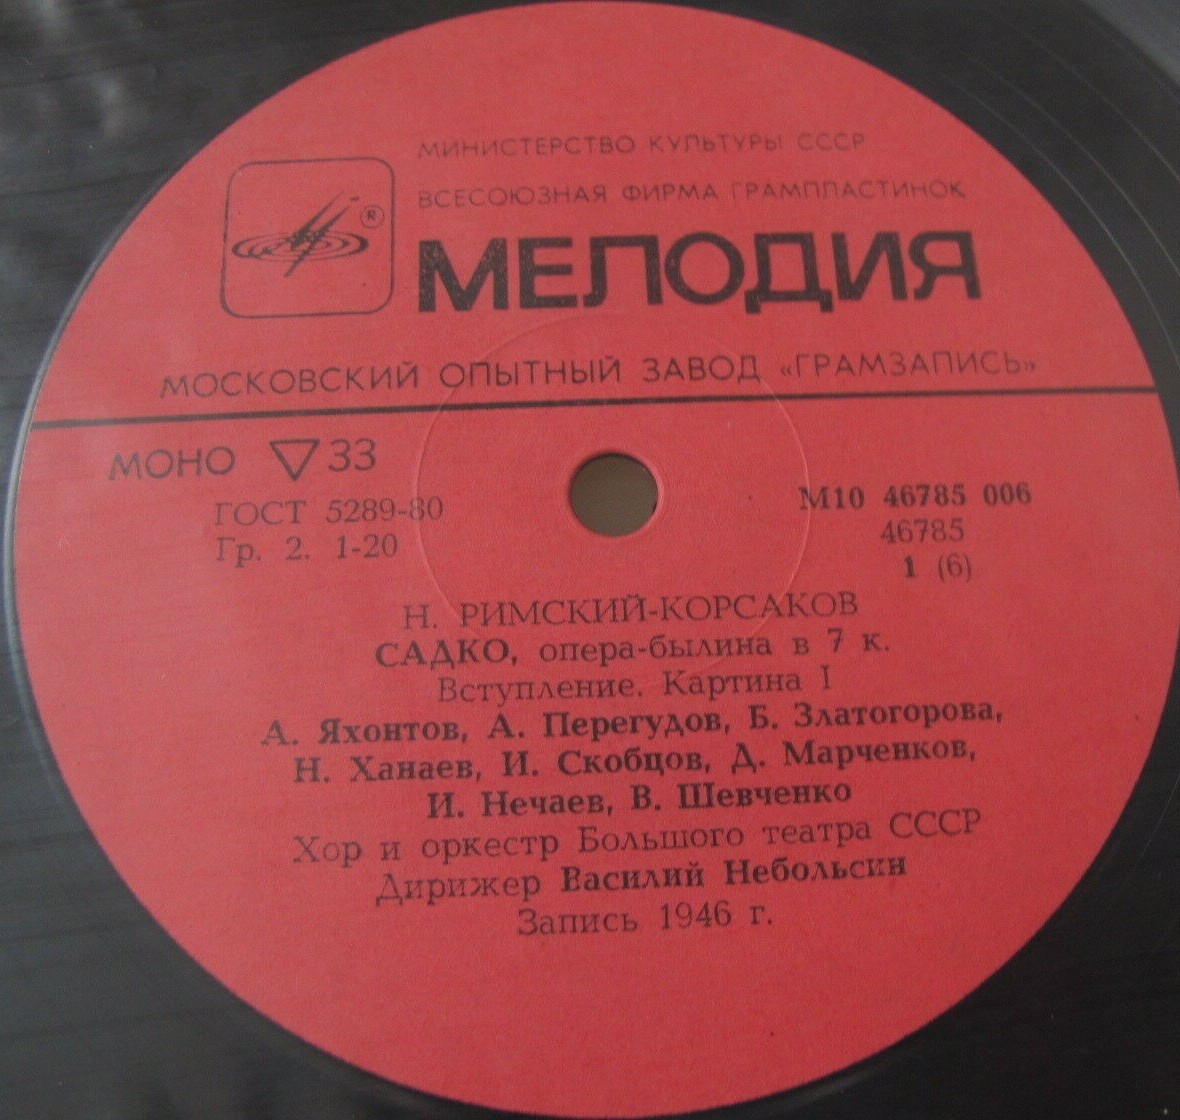 МИНИСТЕРСТВО КУЛЬТУРЫ СССР
ВСЕСОЮЗНАЯ ФИРМА ГРАМПЛАСТИНОК
®
МЕЛОДИЯ
МОСКОВСКИЙ ОПЫТНЫЙ ЗАВОД «ГРАМЗАПИСЬ»
МОНО ▽ 33
ГОСТ 5289-80
Гр. 2. 1-20
М10 46785 006
46785
1 (6)
Н. РИМСКИЙ-КОРСАКОВ
САДКО, опера-былина в 7 к.
Вступление. Картина I
А. Яхонтов, А. Перегудов, Б. Златогорова,
Н. Ханаев, И. Скобцов, Д. Марченков,
И. Нечаев, В. Шевченко
Хор и оркестр Большого театра СССР
Дирижер Василий Небольсин
Запись 1946 г.